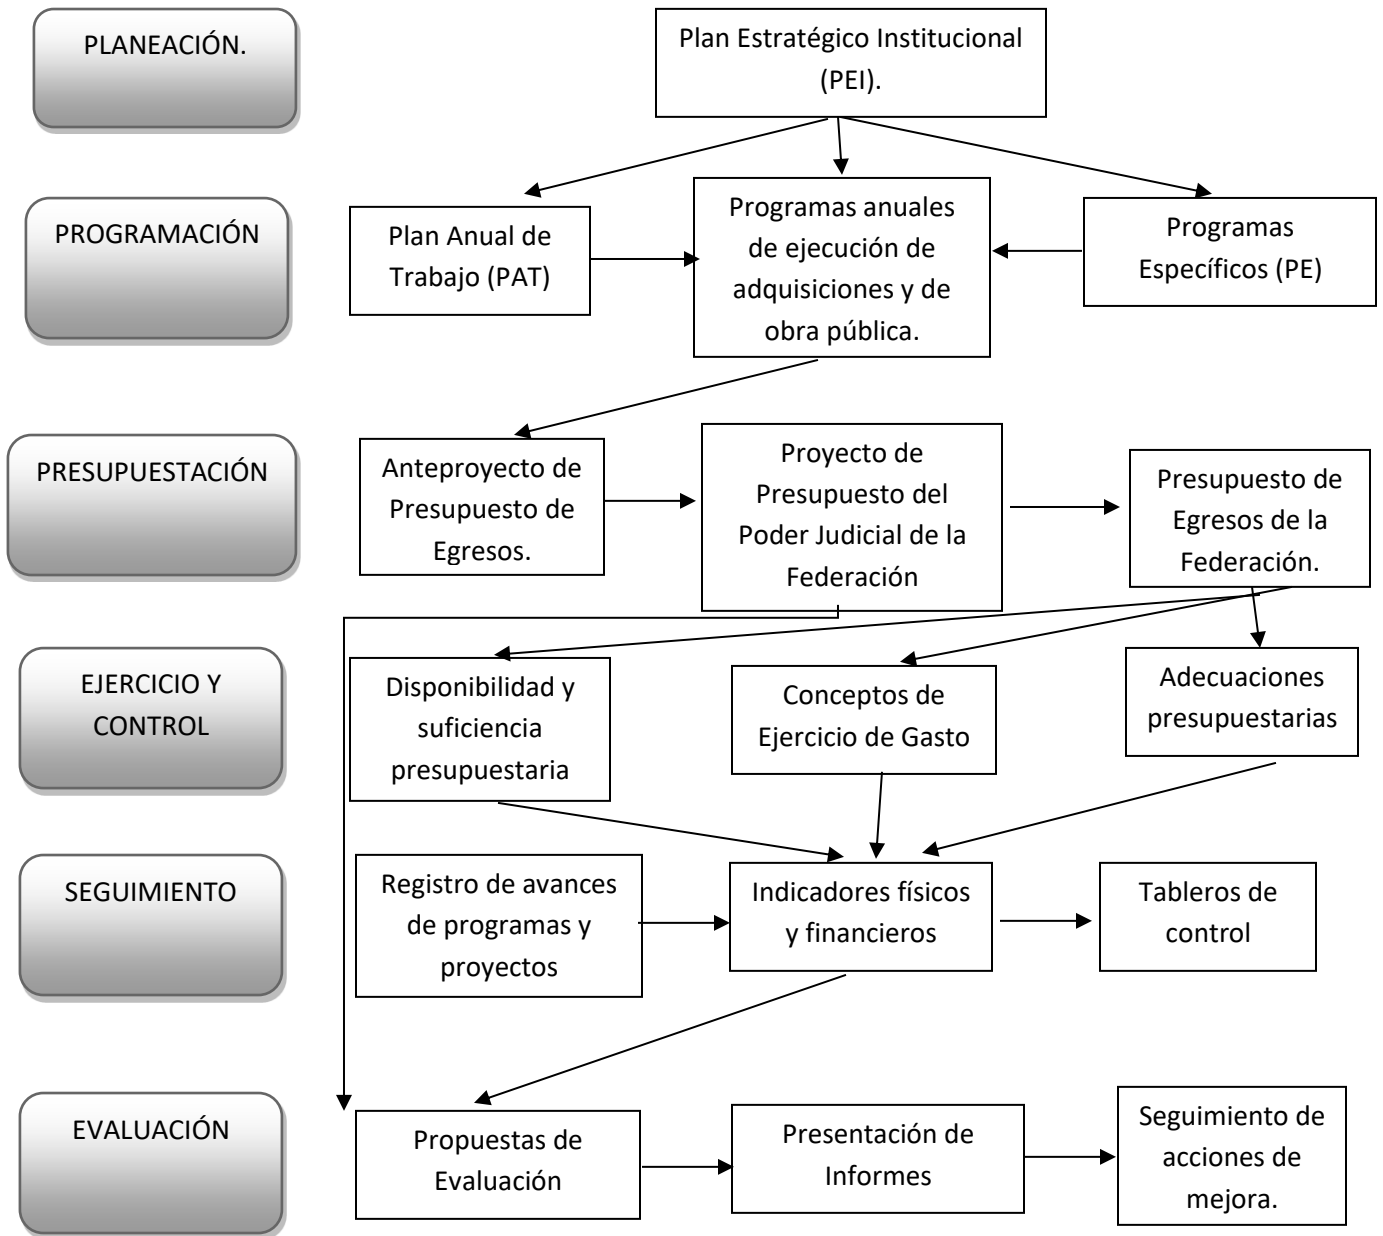 PLANEACIÓN.
Plan Estratégico Institucional
(PEI).
PROGRAMACIÓN
Plan Anual de
Trabajo (PAT)
Programas anuales
de ejecución de
adquisiciones y de
obra pública.
Programas
Específicos (PE)
PRESUPUESTACIÓN
Anteproyecto de
Presupuesto de
Egresos.
Proyecto de
Presupuesto del
Poder Judicial de la
Federación
Presupuesto de
Egresos de la
Federación.
EJERCICIO Y
CONTROL
Disponibilidad y
suficiencia
presupuestaria
Conceptos de
Ejercicio de Gasto
Adecuaciones
presupuestarias
SEGUIMIENTO
Registro de avances
de programas y
proyectos
Indicadores físicos
y financieros
Tableros de
control
EVALUACIÓN
Propuestas de
Evaluación
Presentación de
Informes
Seguimiento de
acciones de
mejora.